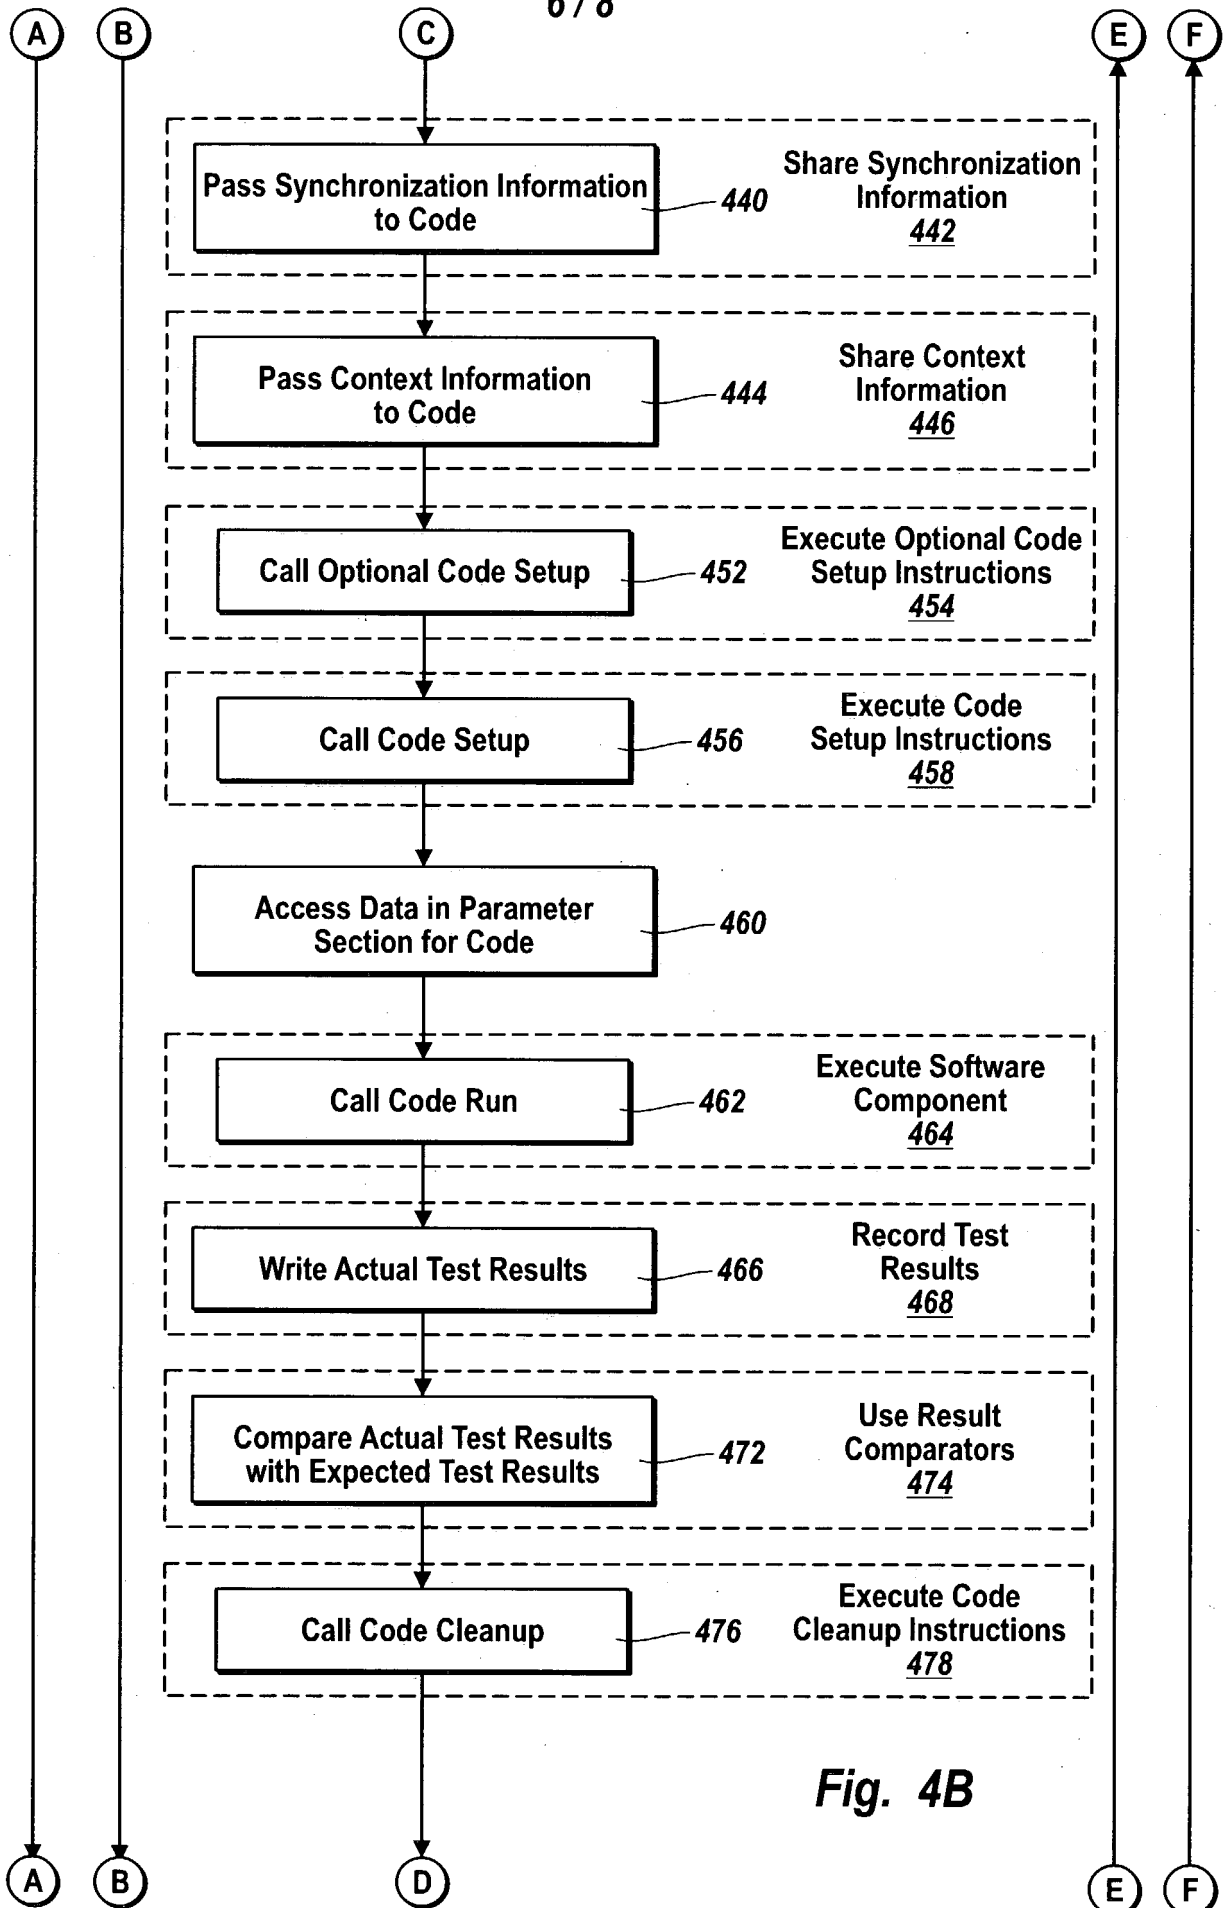 6 / 8
A B C E F
Pass Synchronization Information
to Code
440
Share Synchronization
Information
442
Pass Context Information
to Code
444
Share Context
Information
446
Call Optional Code Setup
452
Execute Optional Code
Setup Instructions
454
Call Code Setup
456
Execute Code
Setup Instructions
458
Access Data in Parameter
Section for Code
460
Call Code Run
462
Execute Software
Component
464
Write Actual Test Results
466
Record Test
Results
468
Compare Actual Test Results
with Expected Test Results
472
Use Result
Comparators
474
Call Code Cleanup
476
Execute Code
Cleanup Instructions
478
Fig. 4B
A B D E F